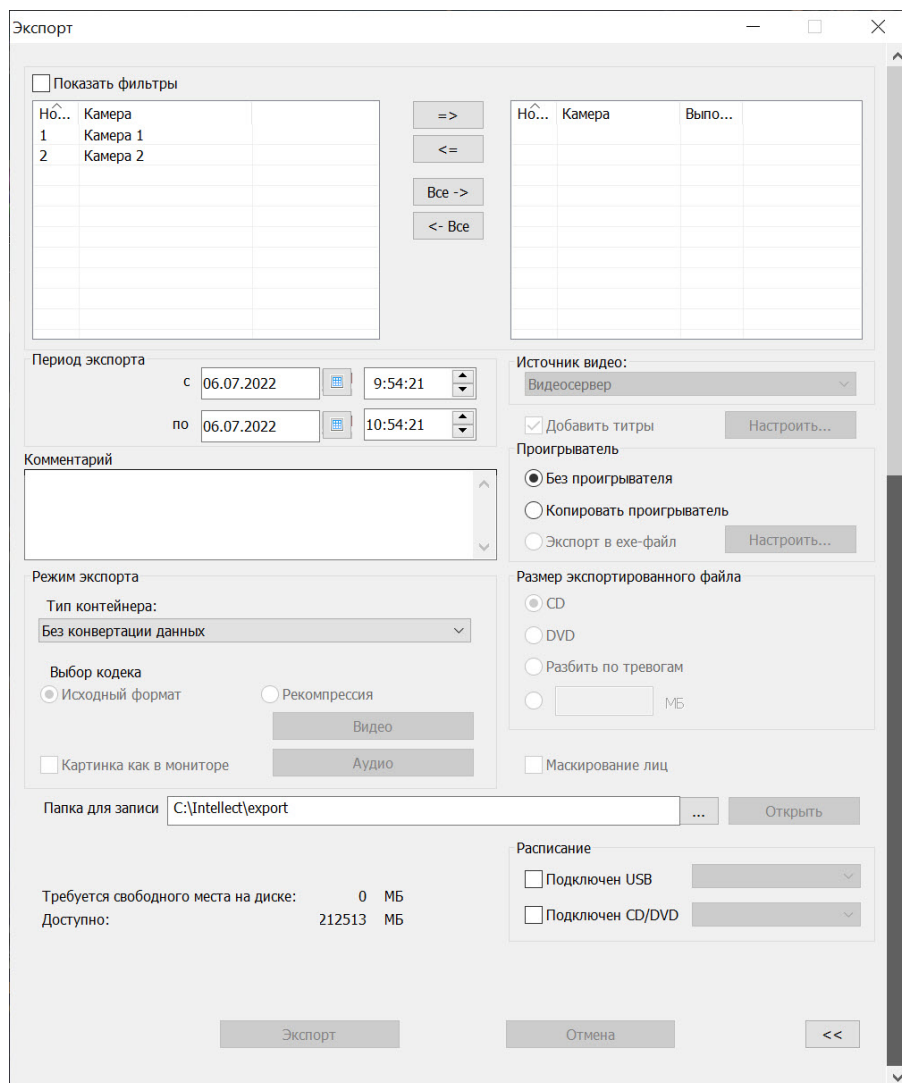 Экспорт
Показать фильтры
Но... Камера
1 Камера 1
2 Камера 2
=>
<=
Все ->
<- Все
Но... Камера Выпо...
Период экспорта
с 06.07.2022 9:54:21
по 06.07.2022 10:54:21
Источник видео:
Видеосервер
Добавить титры Настроить...
Комментарий
Проигрыватель
Без проигрывателя
Копировать проигрыватель
Экспорт в exe-файл Настроить...
Режим экспорта
Тип контейнера:
Без конвертации данных
Выбор кодека
Исходный формат Рекомпрессия
Видео
Картинка как в мониторе Аудио
Размер экспортированного файла
CD
DVD
Разбить по тревогам
МБ
Маскирование лиц
Папка для записи C:\Intellect\export ... Открыть
Требуется свободного места на диске: 0 МБ
Доступно: 212513 МБ
Расписание
Подключен USB
Подключен CD/DVD
Экспорт Отмена <<